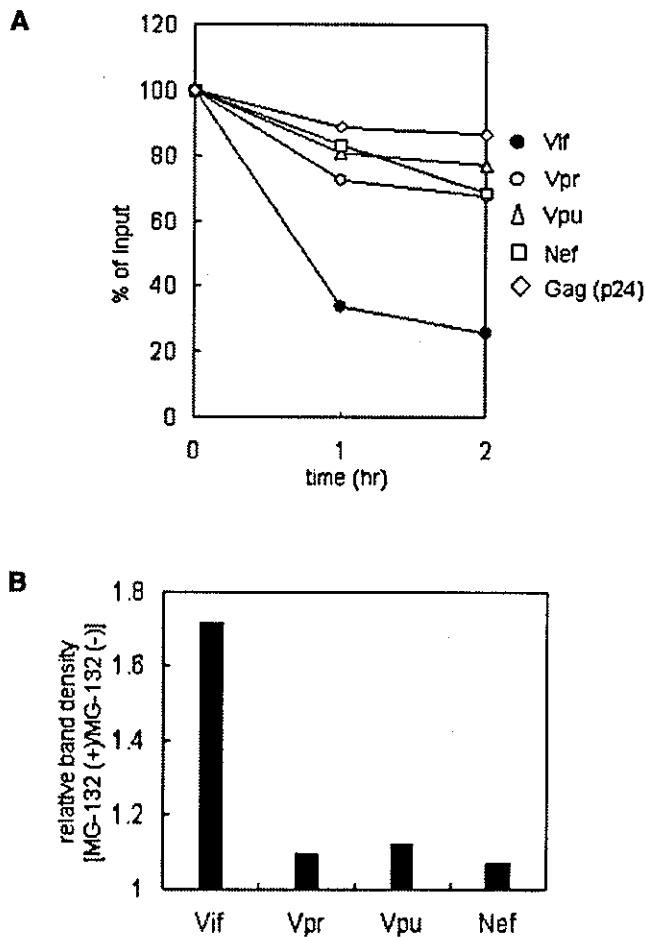 A
120
100
80
60
40
20
0
% of input
0 1 2
time (hr)
Vif
Vpr
Vpu
Nef
Gag (p24)
B
1.8
1.6
1.4
1.2
1
relative band density
[MG-132 (+)/MG-132 (-)]
Vif Vpr Vpu Nef